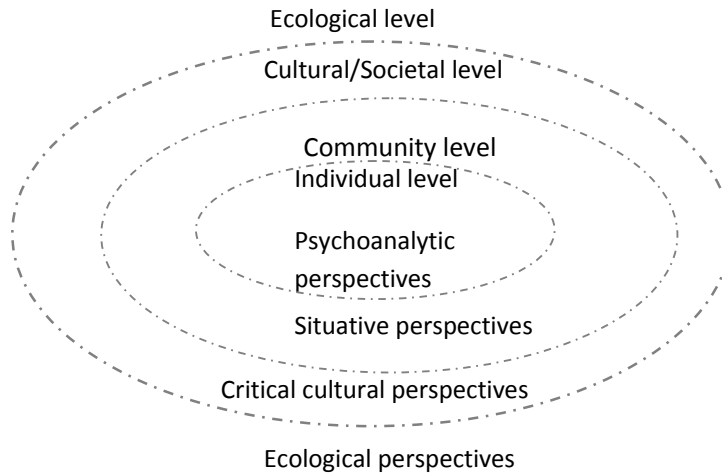 Ecological level
Cultural/Societal level
Community level
Individual level
Psychoanalytic
perspectives
Situative perspectives
Critical cultural perspectives
Ecological perspectives